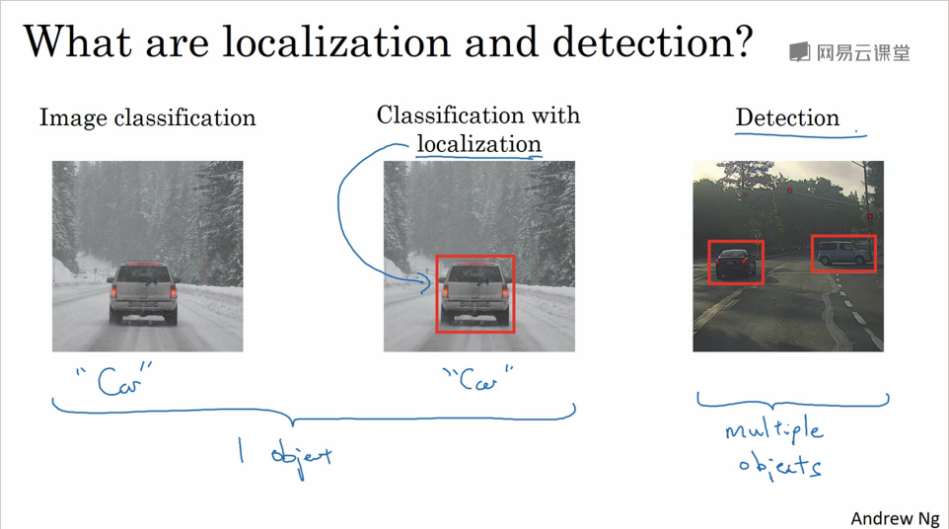 What are localization and detection?
网易云课堂
Image classification
Classification with
localization
Detection
"Car"
"Car"
1 object
multiple
objects
Andrew Ng